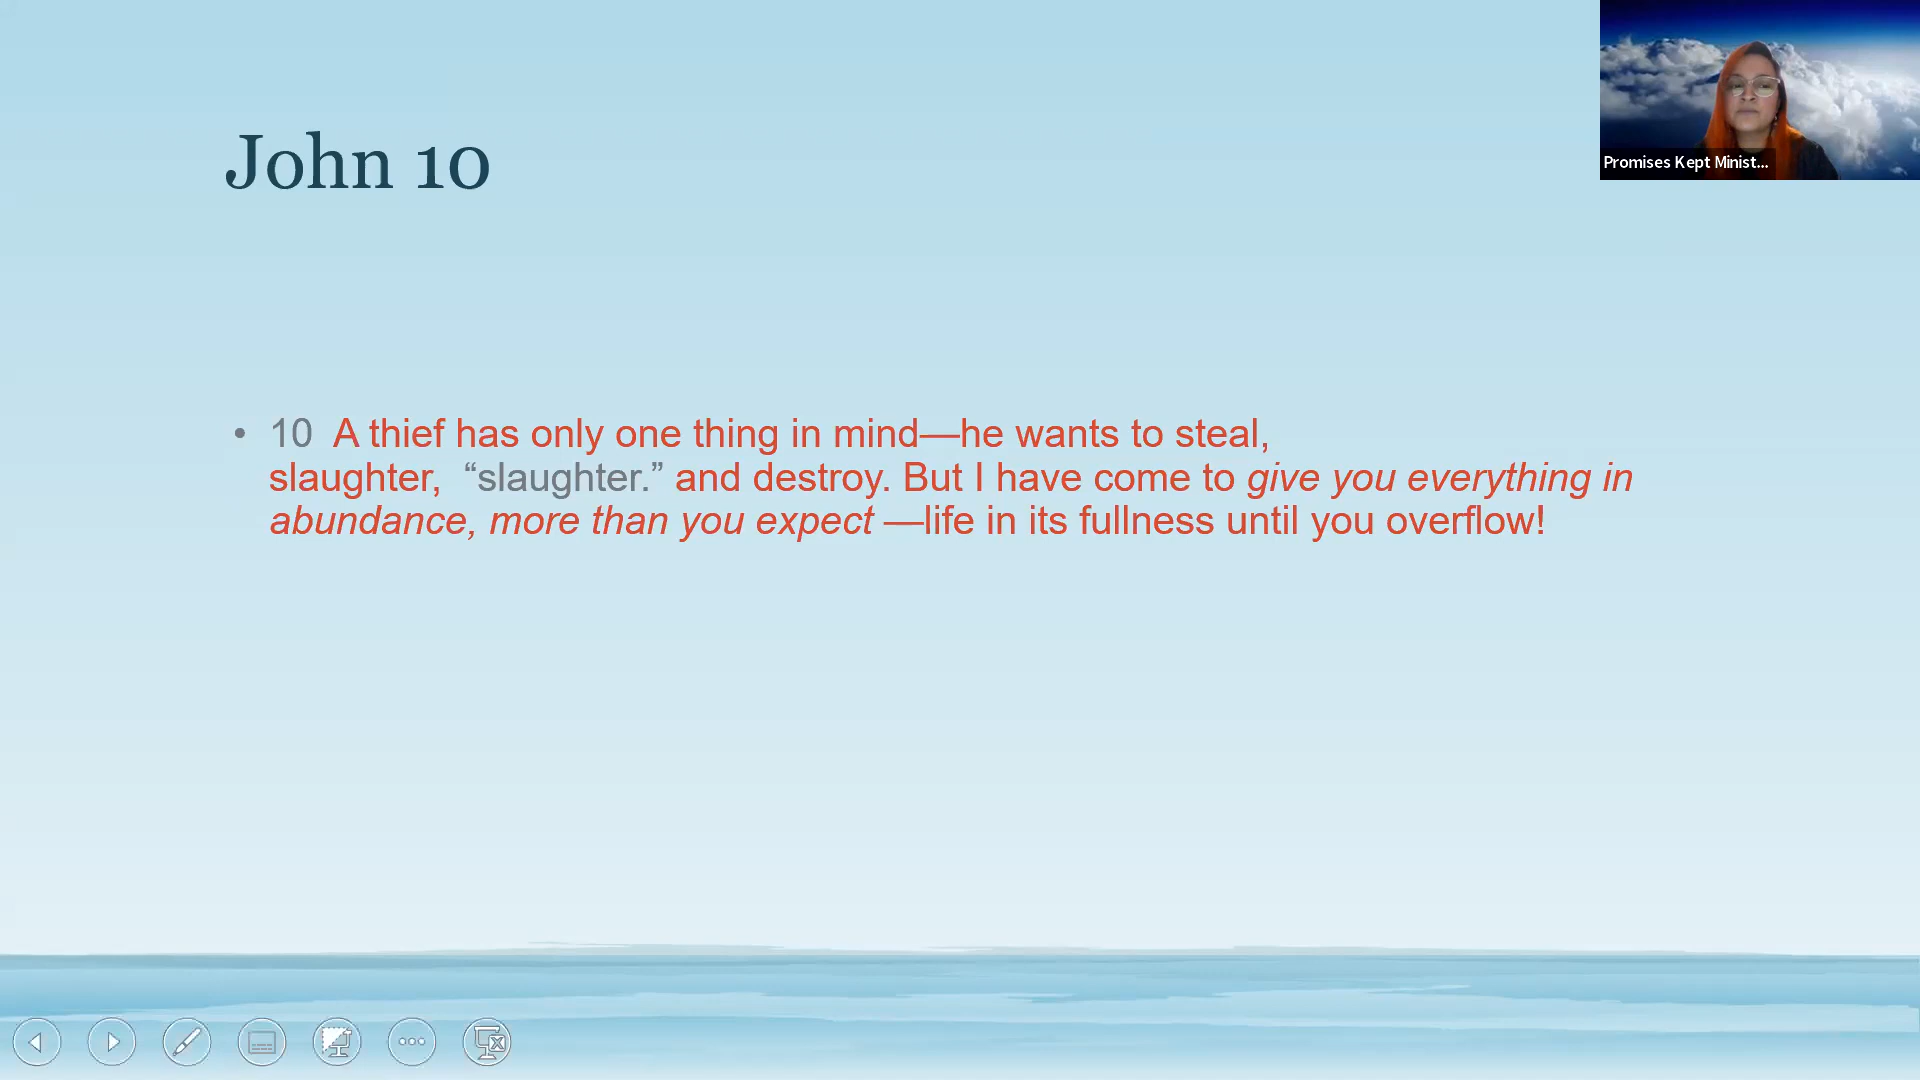 John 10
Promises Kept Minist...
• 10 A thief has only one thing in mind—he wants to steal,
slaughter, “slaughter.” and destroy. But I have come to give you everything in
abundance, more than you expect —life in its fullness until you overflow!